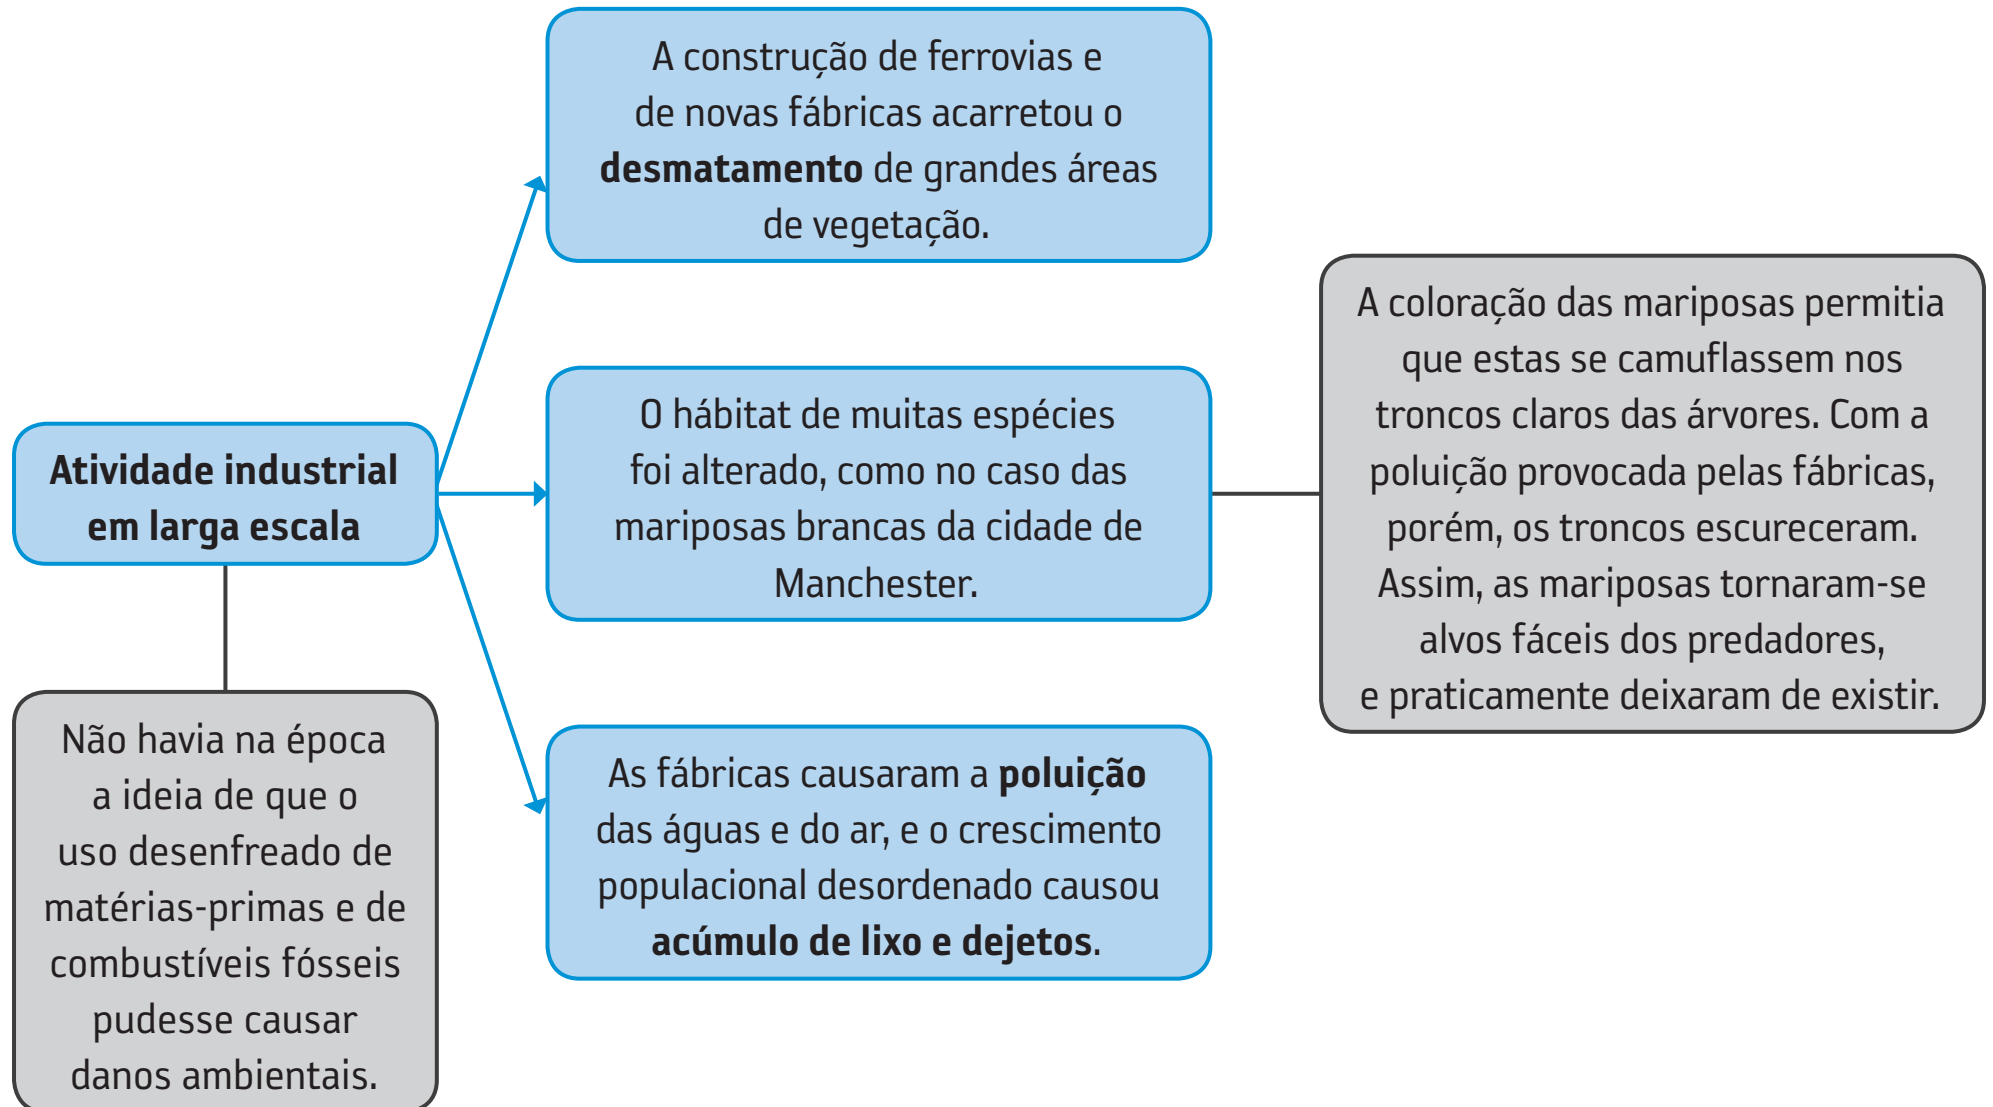 A construção de ferrovias e
de novas fábricas acarretou o
desmatamento de grandes áreas
de vegetação.
Atividade industrial
em larga escala
O hábitat de muitas espécies
foi alterado, como no caso das
mariposas brancas da cidade de
Manchester.
A coloração das mariposas permitia
que estas se camuflassem nos
troncos claros das árvores. Com a
poluição provocada pelas fábricas,
porém, os troncos escureceram.
Assim, as mariposas tornaram-se
alvos fáceis dos predadores,
e praticamente deixaram de existir.
Não havia na época
a ideia de que o
uso desenfreado de
matérias-primas e de
combustíveis fósseis
pudesse causar
danos ambientais.
As fábricas causaram a poluição
das águas e do ar, e o crescimento
populacional desordenado causou
acúmulo de lixo e dejetos.